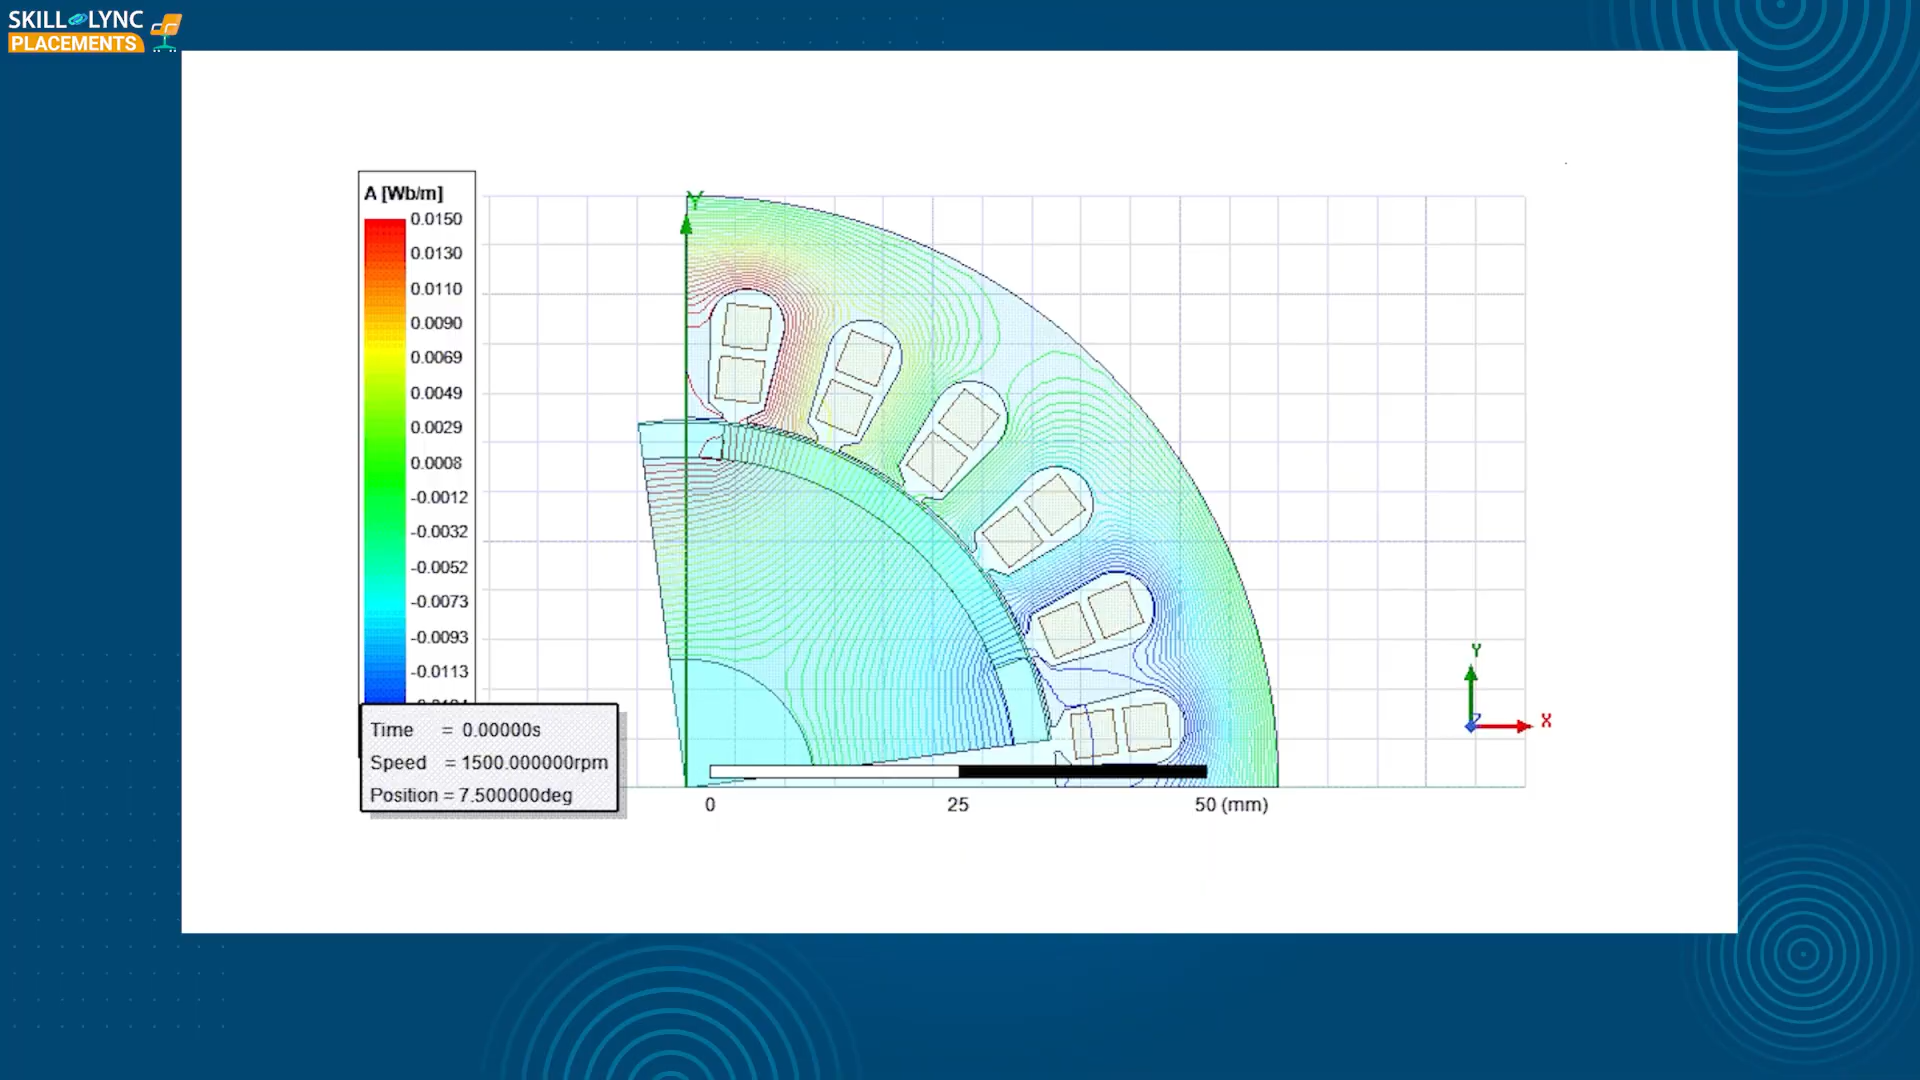 SKILL LYNC
PLACEMENTS
A [Wb/m]
0.0150
0.0130
0.0110
0.0090
0.0069
0.0049
0.0029
0.0008
-0.0012
-0.0032
-0.0052
-0.0073
-0.0093
-0.0113
Time = 0.00000s
Speed = 1500.000000rpm
Position = 7.500000deg
Y
0
25
50 (mm)
Y
Z
X